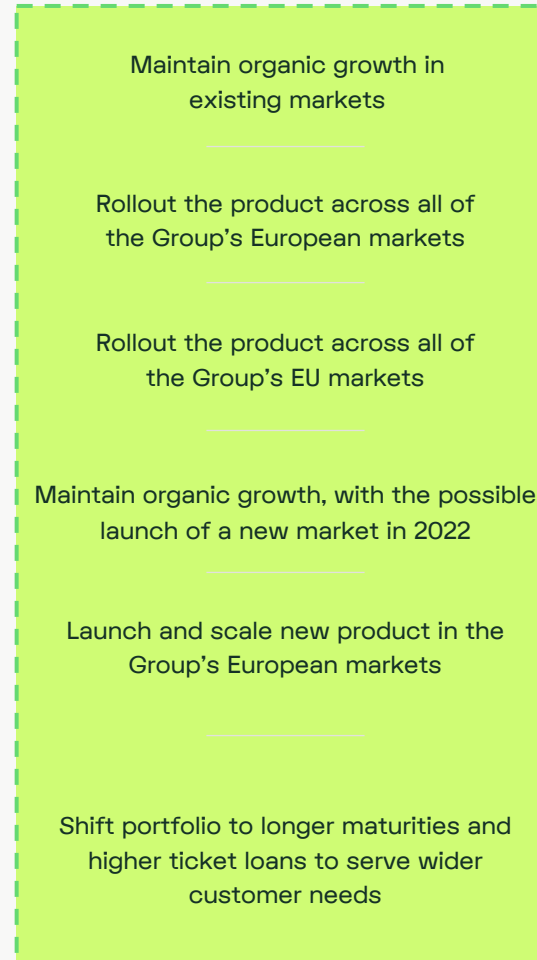 Maintain organic growth in
existing markets
Rollout the product across all of
the Group’s European markets
Rollout the product across all of
the Group’s EU markets
Maintain organic growth, with the possible
launch of a new market in 2022
Launch and scale new product in the
Group’s European markets
Shift portfolio to longer maturities and
higher ticket loans to serve wider
customer needs